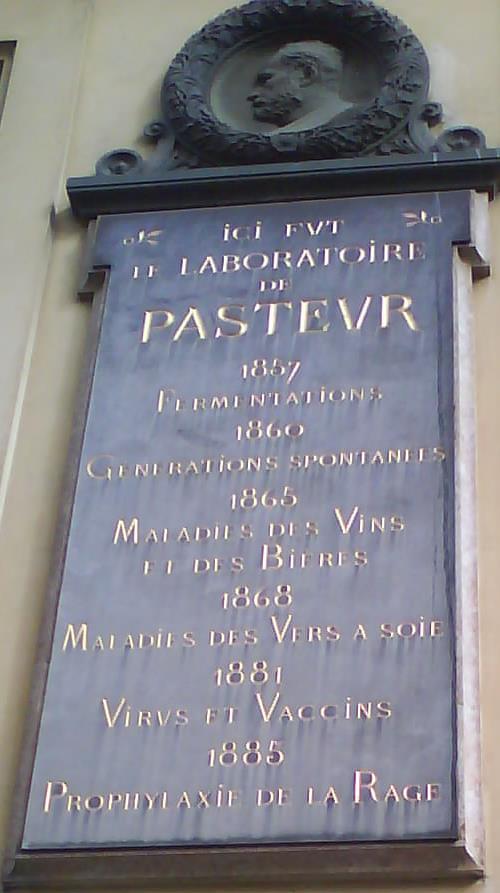 ici FVT
LE LABORATOiRE
DE
PASTEVR
1857
FERMENTATiONS
1860
GENERATiONS SPONTANEES
1865
MALADiES DES ViNS
ET DES BiERES
1868
MALADiES DES VERS A SOiE
1881
ViRVS ET VACCiNS
1885
PROPHYLAXiE DE LA RAGE